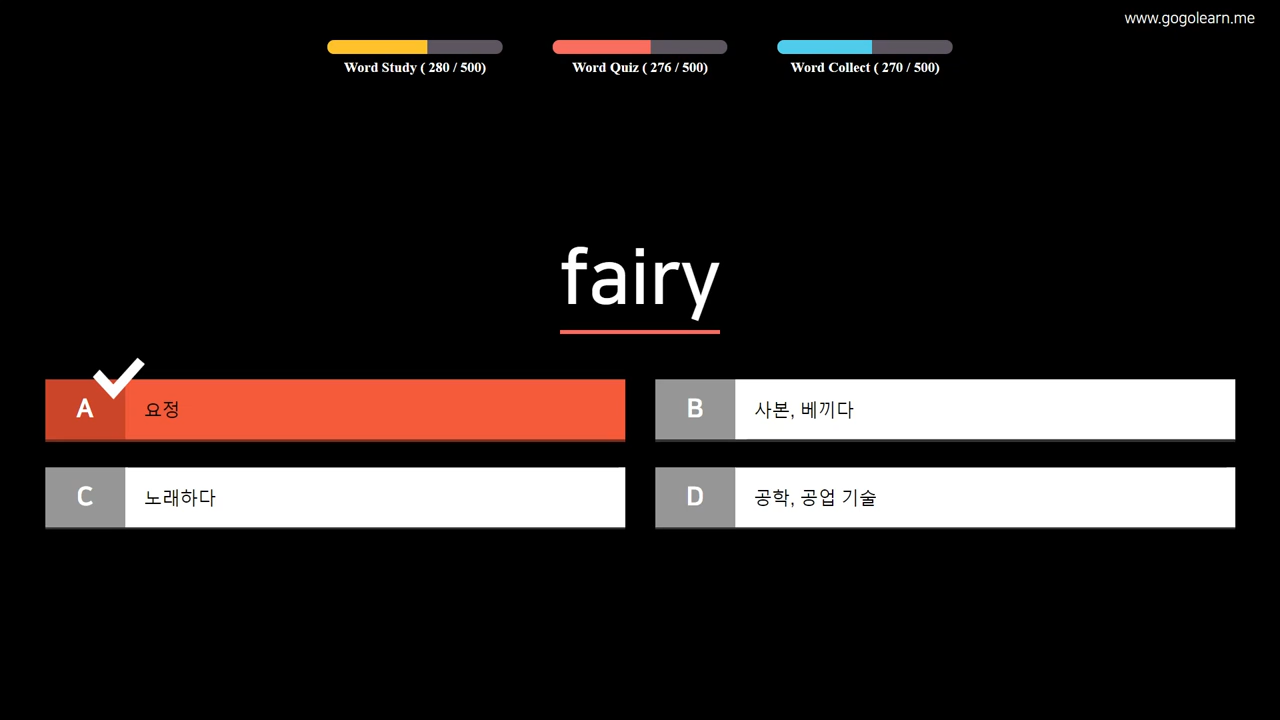 www.gogolearn.me
Word Study ( 280 / 500)
Word Quiz ( 276 / 500)
Word Collect ( 270 / 500)
fairy
A 요정
B 사본, 베끼다
C 노래하다
D 공학, 공업 기술